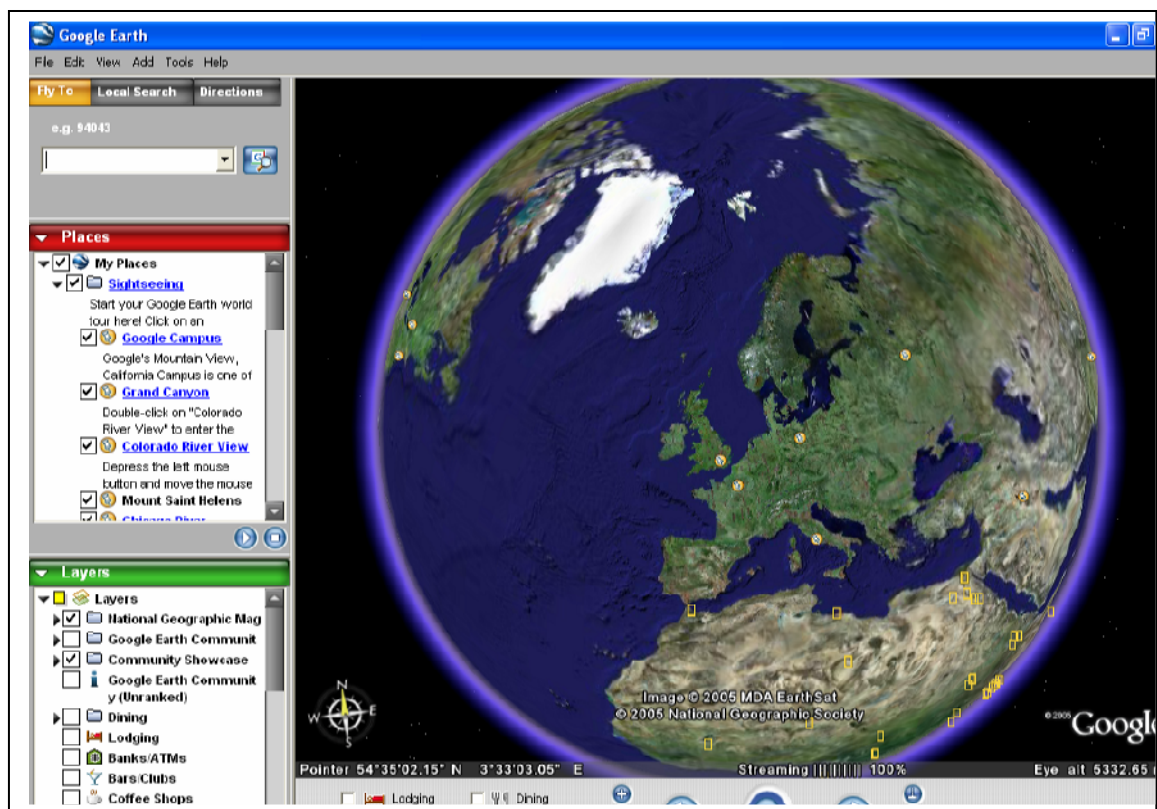 Google Earth
File Edit View Add Tools Help
Fly To Local Search Directions
e.g. 94043
Places
My Places
Sightseeing
Start your Google Earth world
tour here! Click on an
Google Campus
Google's Mountain View,
California Campus is one of
Grand Canyon
Double-click on "Colorado
River View" to enter the
Colorado River View
Depress the left mouse
button and move the mouse
Mount Saint Helens
Chicago River
Layers
Layers
National Geographic Mag
Google Earth Communit
Community Showcase
Google Earth Communit
y (Unranked)
Dining
Lodging
Banks/ATMs
Bars/Clubs
Coffee Shops
N
W E
S
Image © 2005 MDA EarthSat
© 2005 National Geographic Society
© 2005 Google
Pointer 54°35'02.15" N 3°33'03.05" E Streaming |||||||||| 100% Eye alt 5332.65
Lodging Dining